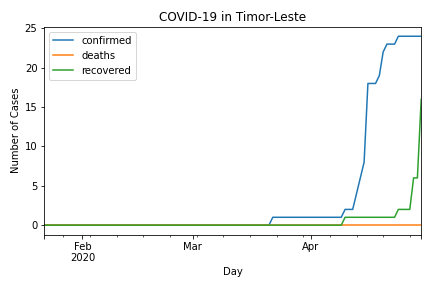 COVID-19 in Timor-Leste
confirmed
deaths
recovered
25
20
15
10
5
0
Number of Cases
Feb
2020
Mar
Apr
Day